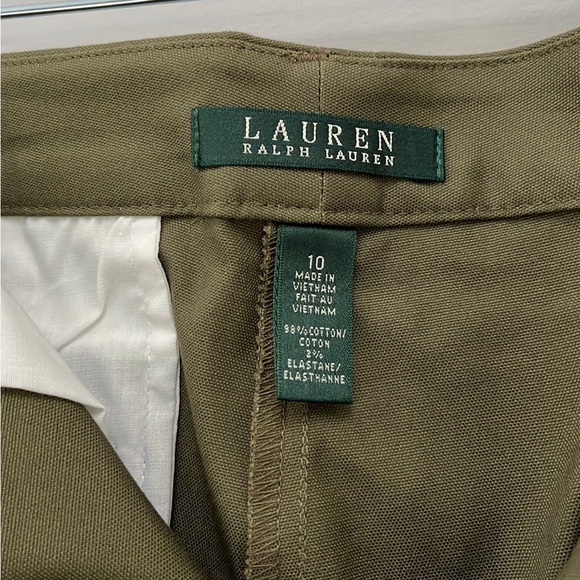 LAUREN
RALPH LAUREN
10
MADE IN
VIETNAM
FAIT AU
VIETNAM
98%COTTON/
COTON
2%
ELASTANE/
ELASTHANNE